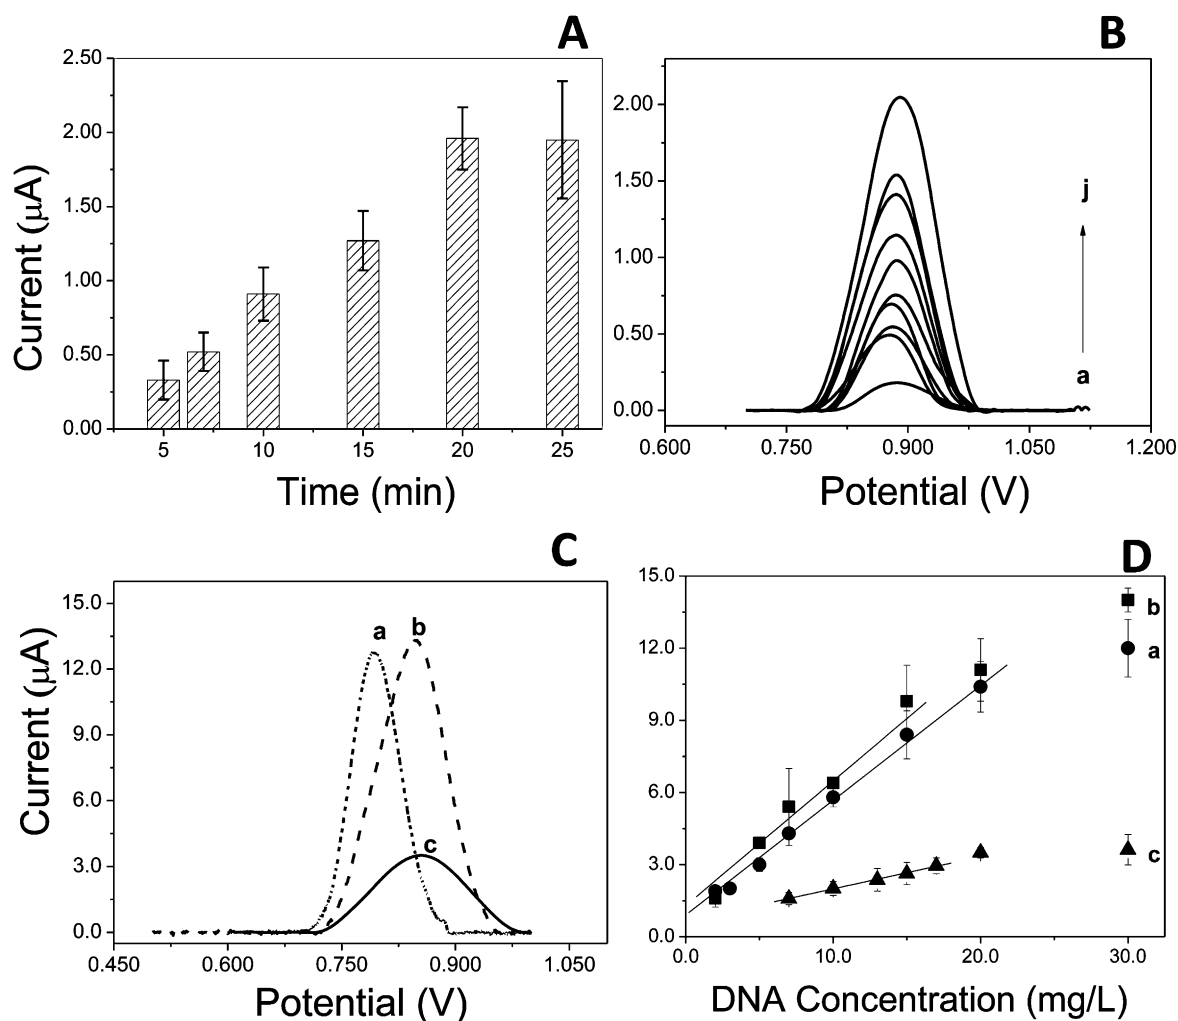 A
2.50
2.00
1.50
1.00
0.50
0.00
5
10
15
20
25
Current (μA)
Time (min)
B
2.00
1.50
1.00
0.50
0.00
j
a
0.600
0.750
0.900
1.050
1.200
Potential (V)
C
15.0
12.0
9.0
6.0
3.0
0.0
a
b
c
0.450
0.600
0.750
0.900
1.050
Current (μA)
Potential (V)
D
15.0
12.0
9.0
6.0
3.0
0.0
b
a
c
0.0
10.0
20.0
30.0
DNA Concentration (mg/L)